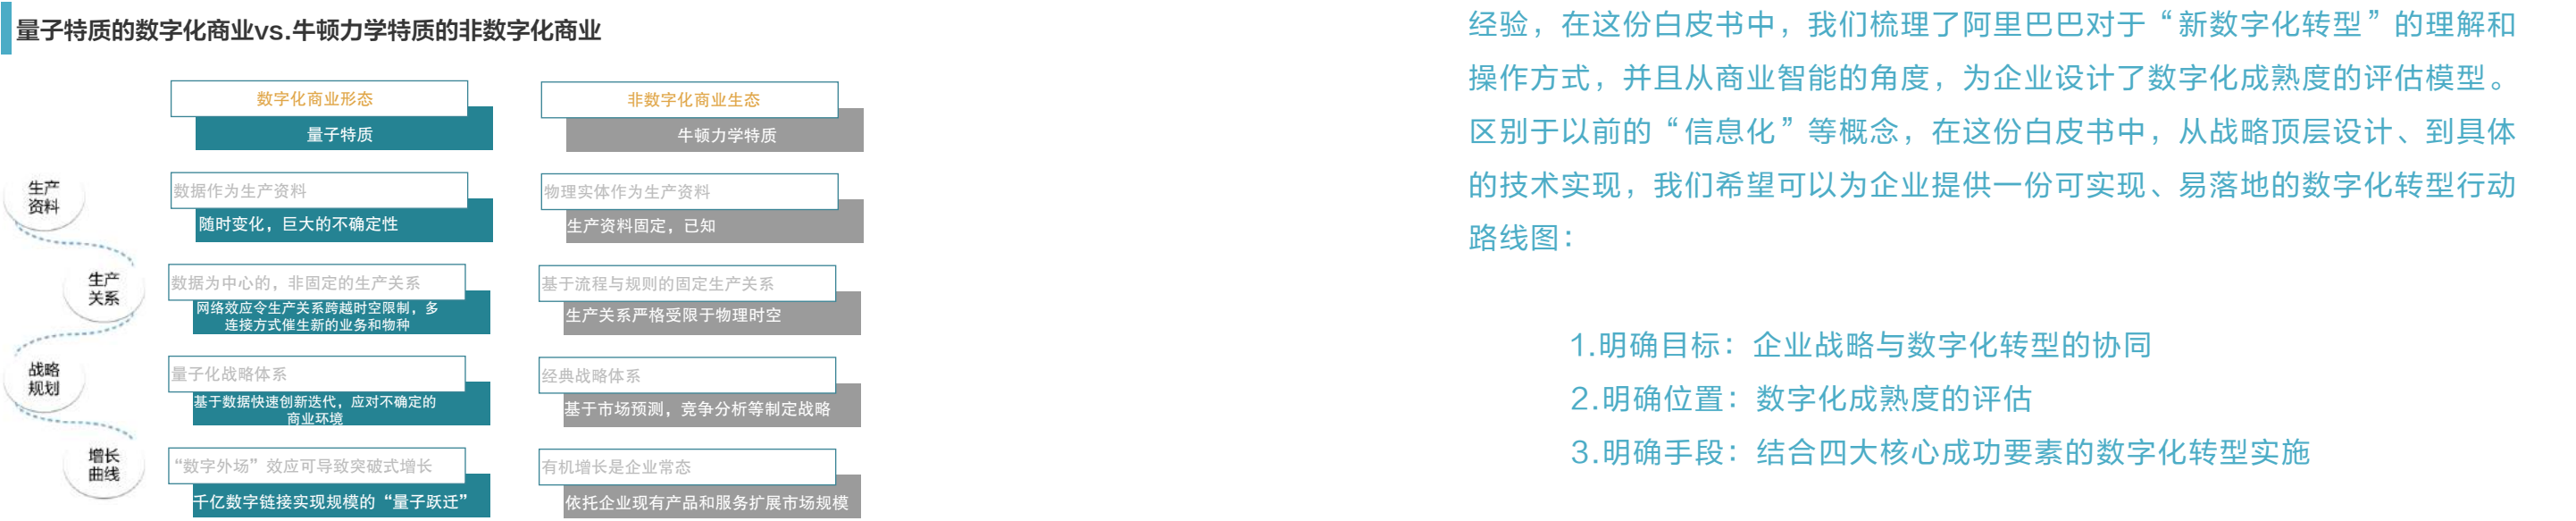 量子特质的数字化商业vs.牛顿力学特质的非数字化商业
数字化商业形态
量子特质
非数字化商业生态
牛顿力学特质
生产
资料
数据作为生产资料
随时变化，巨大的不确定性
物理实体作为生产资料
生产资料固定，已知
生产
关系
数据为中心的，非固定的生产关系
网络效应令生产关系跨越时空限制，多
连接方式催生新的业务和物种
基于流程与规则的固定生产关系
生产关系严格受限于物理时空
战略
规划
量子化战略体系
基于数据快速创新迭代，应对不确定的
商业环境
经典战略体系
基于市场预测，竞争分析等制定战略
增长
曲线
“数字外场”效应可导致突破式增长
千亿数字链接实现规模的“量子跃迁”
有机增长是企业常态
依托企业现有产品和服务扩展市场规模
经验，在这份白皮书中，我们梳理了阿里巴巴对于“新数字化转型”的理解和
操作方式，并且从商业智能的角度，为企业设计了数字化成熟度的评估模型。
区别于以前的“信息化”等概念，在这份白皮书中，从战略顶层设计、到具体
的技术实现，我们希望可以为企业提供一份可实现、易落地的数字化转型行动
路线图：
1.明确目标：企业战略与数字化转型的协同
2.明确位置：数字化成熟度的评估
3.明确手段：结合四大核心成功要素的数字化转型实施